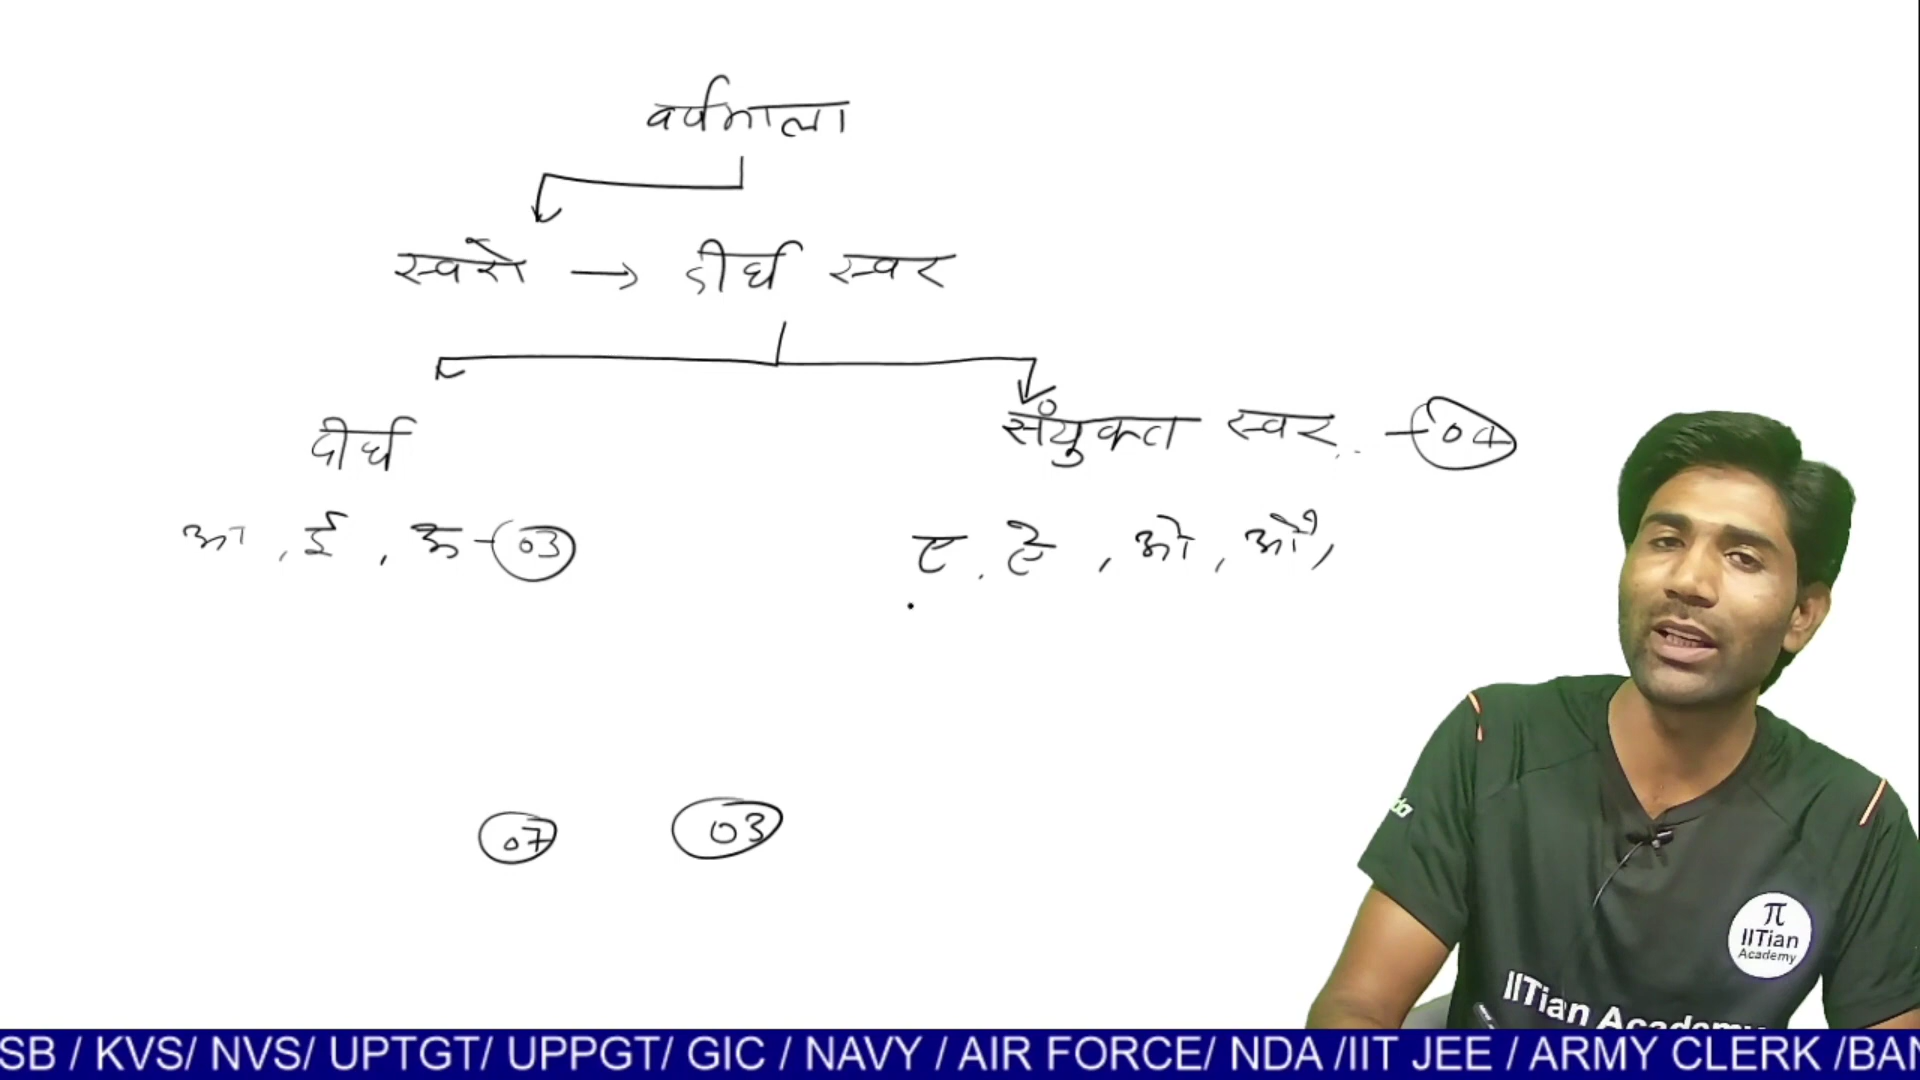 वर्णमाला
स्वरो → दीर्घ स्वर
दीर्घ
संयुक्त स्वर - 04
आ, ई, ऊ - 03
ए, ऐ, ओ, औ,
07 03
π
IITian
Academy
IITian Academy
SB / KVS/ NVS/ UPTGT/ UPPGT/ GIC / NAVY / AIR FORCE/ NDA /IIT JEE / ARMY CLERK /BAN